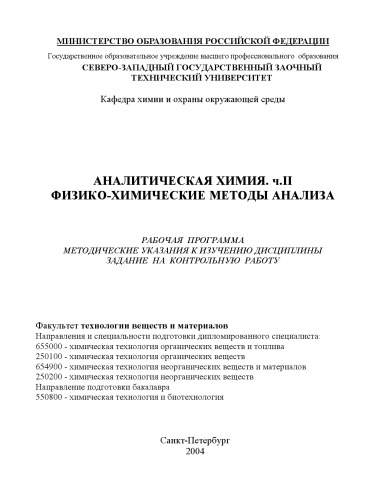 МИНИСТЕРСТВО ОБРАЗОВАНИЯ РОССИЙСКОЙ ФЕДЕРАЦИИ
Государственное образовательное учреждение высшего профессионального образования
СЕВЕРО-ЗАПАДНЫЙ ГОСУДАРСТВЕННЫЙ ЗАОЧНЫЙ
ТЕХНИЧЕСКИЙ УНИВЕРСИТЕТ
Кафедра химии и охраны окружающей среды
АНАЛИТИЧЕСКАЯ ХИМИЯ. ч.II
ФИЗИКО-ХИМИЧЕСКИЕ МЕТОДЫ АНАЛИЗА
РАБОЧАЯ ПРОГРАММА
МЕТОДИЧЕСКИЕ УКАЗАНИЯ К ИЗУЧЕНИЮ ДИСЦИПЛИНЫ
ЗАДАНИЕ НА КОНТРОЛЬНУЮ РАБОТУ
Факультет технологии веществ и материалов
Направления и специальности подготовки дипломированного специалиста:
655000 - химическая технология органических веществ и топлива
250100 - химическая технология органических веществ
654900 - химическая технология неорганических веществ и материалов
250200 - химическая технология неорганических веществ
Направление подготовки бакалавра
550800 - химическая технология и биотехнология
Санкт-Петербург
2004